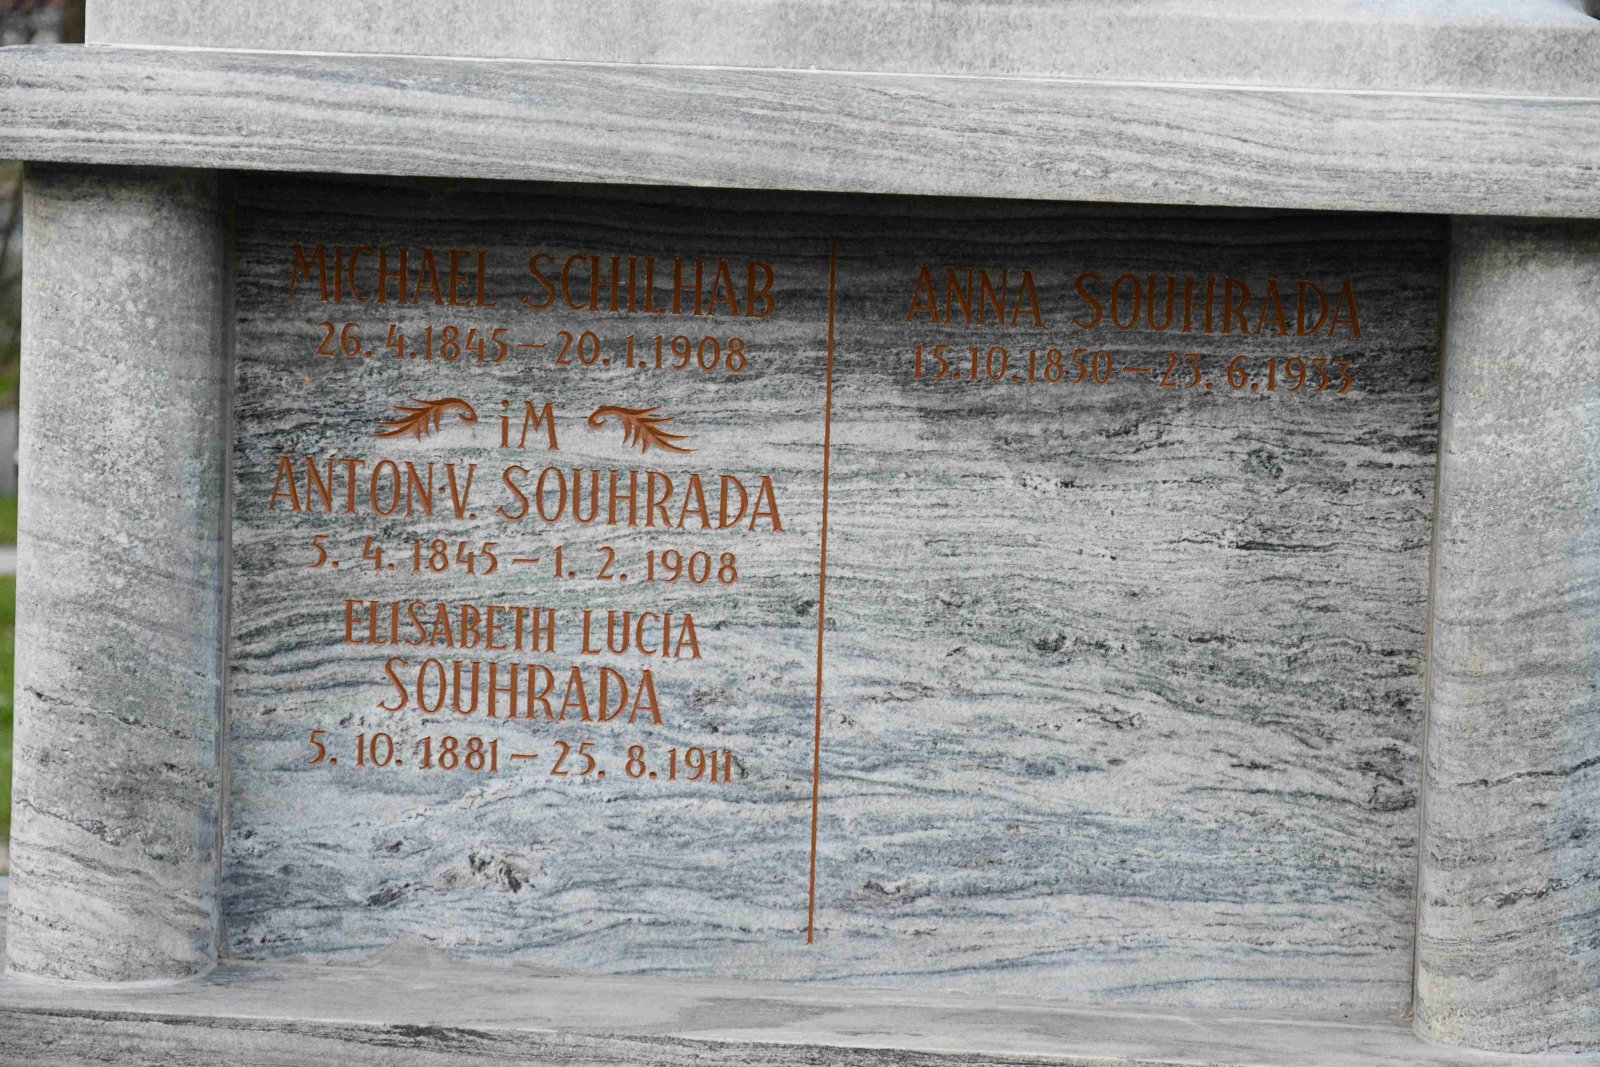 MICHAEL SCHILHAB
26. 4. 1845 – 20. 1. 1908
iM
ANTON·V. SOUHRADA
5. 4. 1845 – 1. 2. 1908
ELISABETH LUCIA
SOUHRADA
5. 10. 1881 – 25. 8. 1911
ANNA SOUHRADA
15. 10. 1850 – 23. 6. 1933